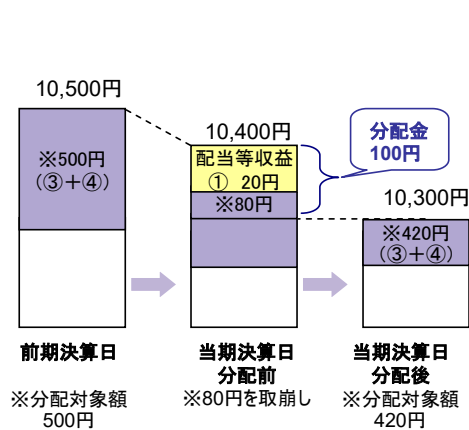 10,500円
※500円
(③+④)
前期決算日
※分配対象額
500円
10,400円
配当等収益
① 20円
※80円
当期決算日
分配前
※80円を取崩し
分配金
100円
10,300円
※420円
(③+④)
当期決算日
分配後
※分配対象額
420円